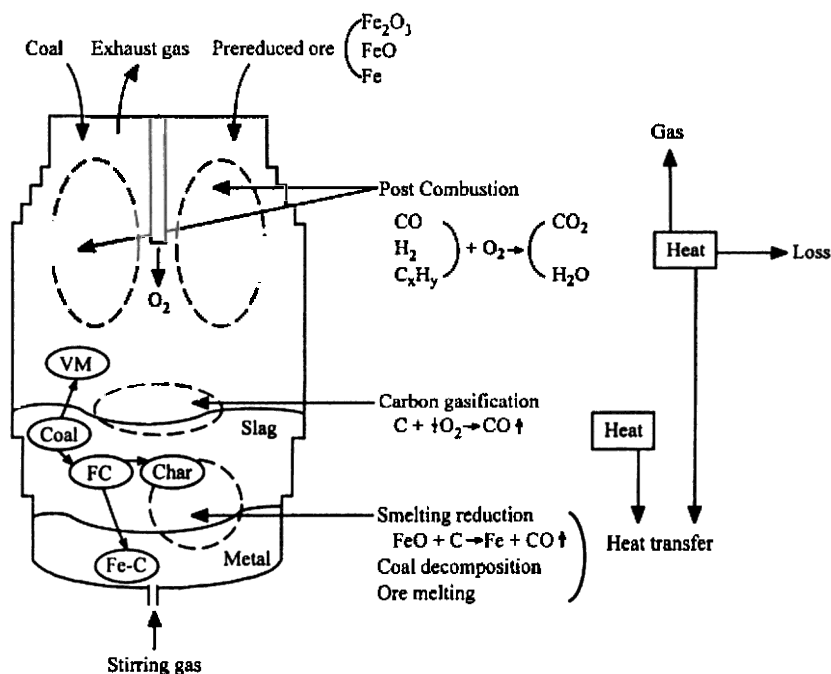 Coal Exhaust gas Prereduced ore
Fe₂O₃
FeO
Fe
Gas
Post Combustion
CO
H₂
CₓHᵧ
+ O₂→
CO₂
H₂O
Heat
Loss
O₂
VM
Carbon gasification
C + ½O₂→CO↑
Slag
Coal
Heat
FC
Char
Smelting reduction
FeO + C→Fe + CO↑
Coal decomposition
Ore melting
Heat transfer
Metal
Fe-C
Stirring gas